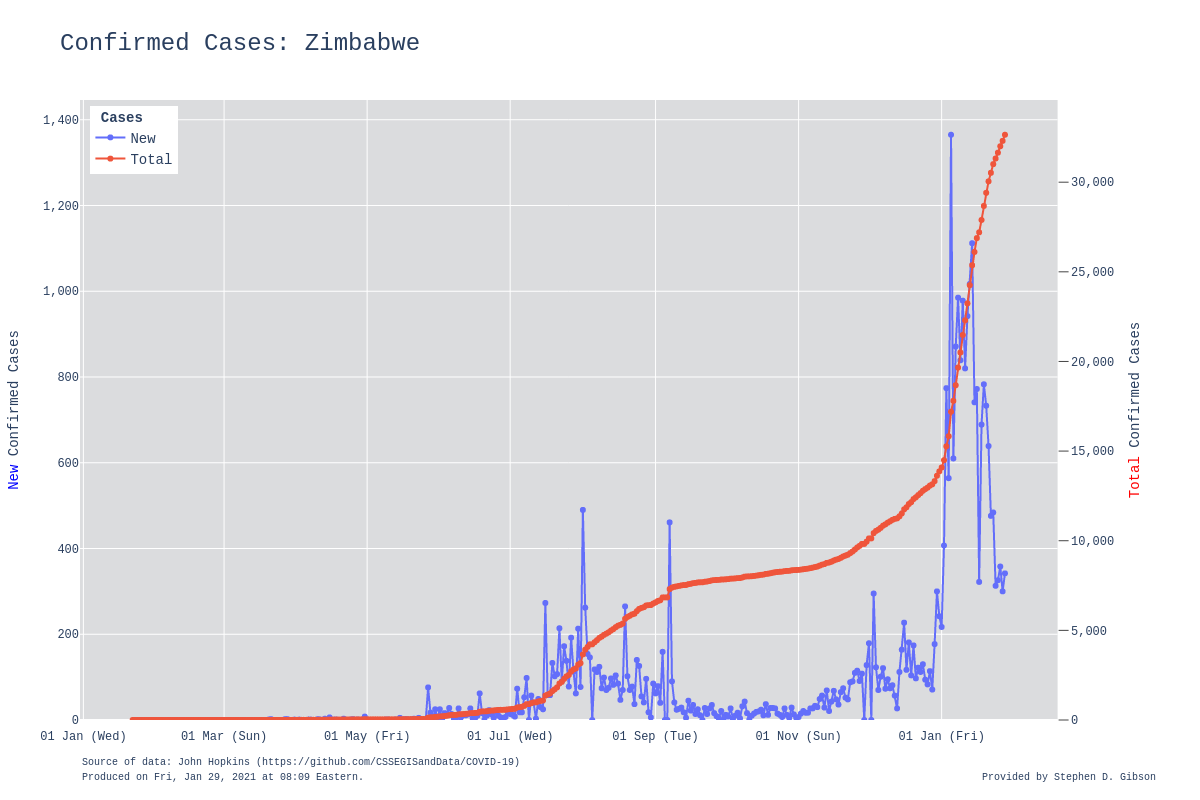 Confirmed Cases: Zimbabwe
Cases
New
Total
1,400
1,200
1,000
800
600
400
200
0
New Confirmed Cases
30,000
25,000
20,000
15,000
10,000
5,000
0
Total Confirmed Cases
01 Jan (Wed) 01 Mar (Sun) 01 May (Fri) 01 Jul (Wed) 01 Sep (Tue) 01 Nov (Sun) 01 Jan (Fri)
Source of data: John Hopkins (https://github.com/CSSEGISandData/COVID-19)
Produced on Fri, Jan 29, 2021 at 08:09 Eastern.
Provided by Stephen D. Gibson